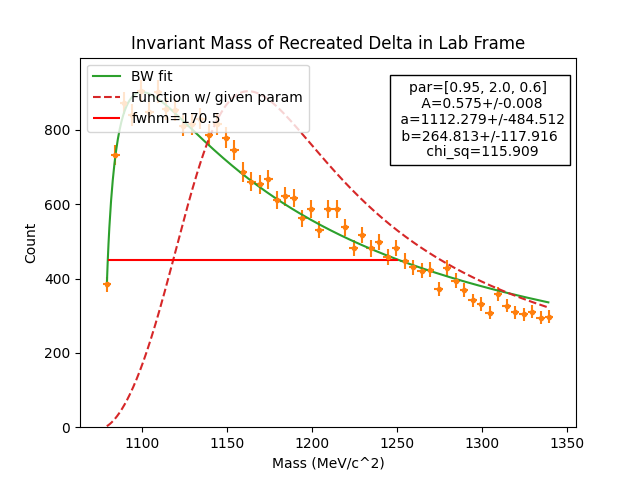 Invariant Mass of Recreated Delta in Lab Frame
BW fit
Function w/ given param
fwhm=170.5
par=[0.95, 2.0, 0.6]
A=0.575+/-0.008
a=1112.279+/-484.512
b=264.813+/-117.916
chi_sq=115.909
Count
800
600
400
200
0
1100
1150
1200
1250
1300
1350
Mass (MeV/c^2)